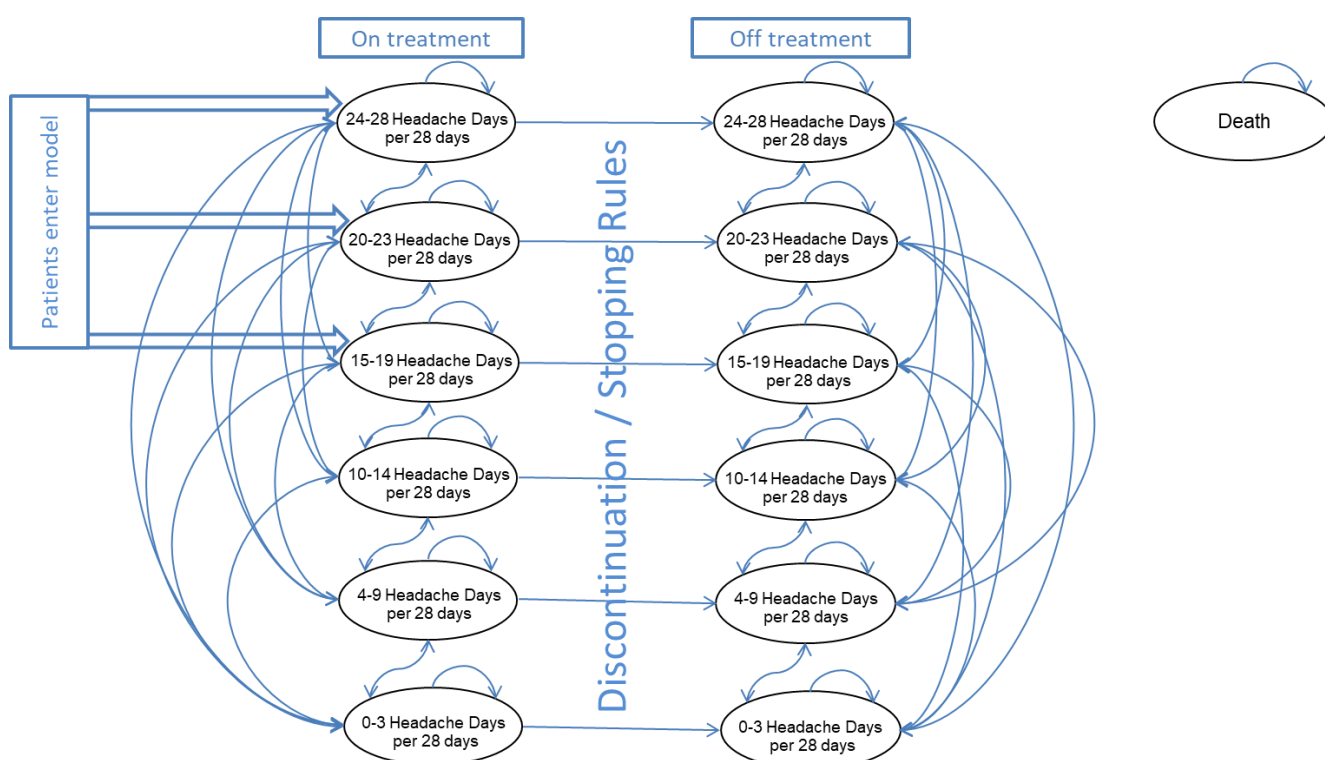 On treatment
Off treatment
Patients enter model
24-28 Headache Days
per 28 days
24-28 Headache Days
per 28 days
Death
20-23 Headache Days
per 28 days
20-23 Headache Days
per 28 days
15-19 Headache Days
per 28 days
15-19 Headache Days
per 28 days
Discontinuation / Stopping Rules
10-14 Headache Days
per 28 days
10-14 Headache Days
per 28 days
4-9 Headache Days
per 28 days
4-9 Headache Days
per 28 days
0-3 Headache Days
per 28 days
0-3 Headache Days
per 28 days